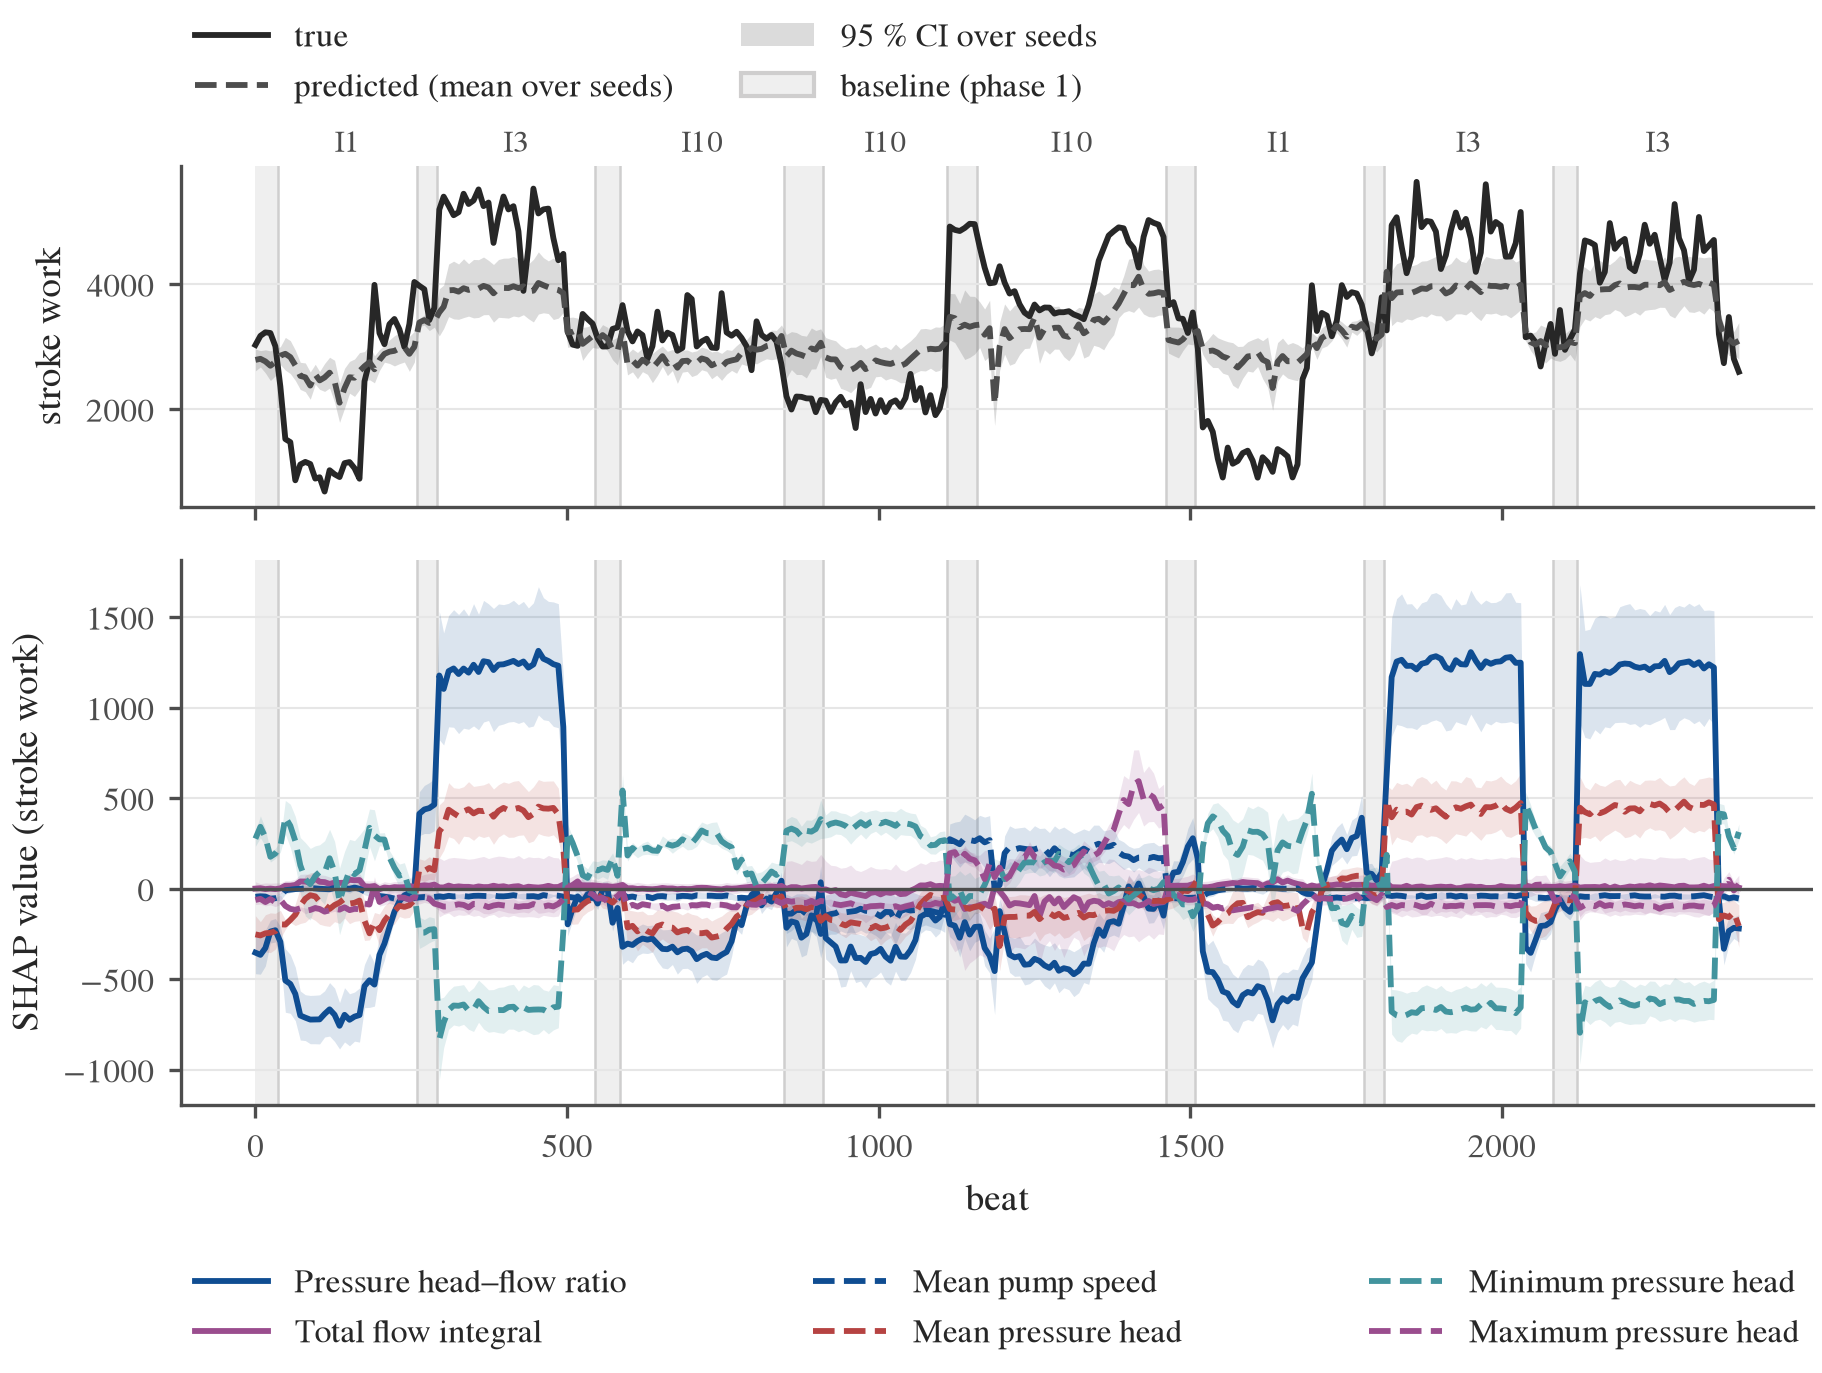 true
95 % CI over seeds
predicted (mean over seeds)
baseline (phase 1)
I1 I3 I10 I10 I10 I1 I3 I3
stroke work
4000
2000
SHAP value (stroke work)
1500
1000
500
0
−500
−1000
0 500 1000 1500 2000
beat
Pressure head–flow ratio
Mean pump speed
Minimum pressure head
Total flow integral
Mean pressure head
Maximum pressure head